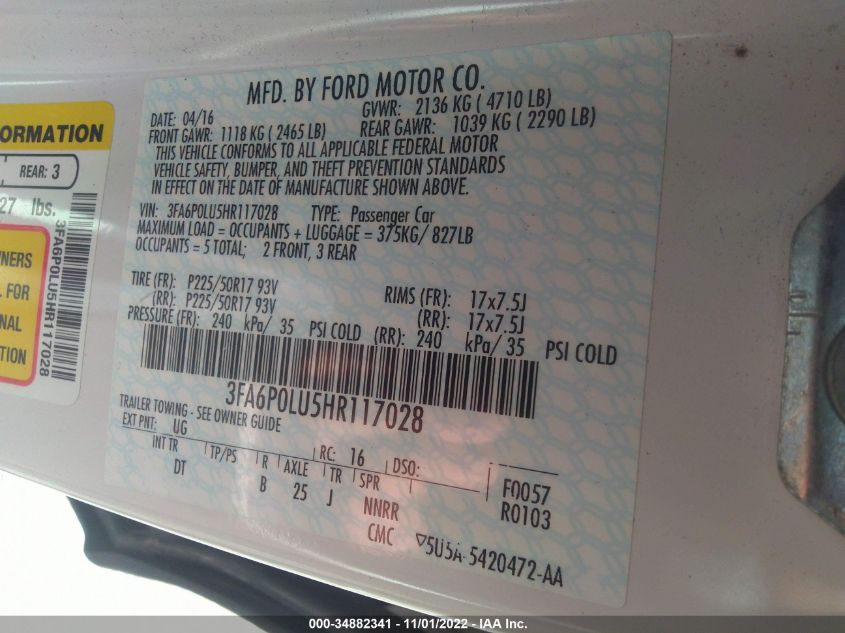 MFD. BY FORD MOTOR CO.
DATE: 04/16 GVWR: 2136 KG ( 4710 LB)
FRONT GAWR: 1118 KG ( 2465 LB) REAR GAWR: 1039 KG ( 2290 LB)
THIS VEHICLE CONFORMS TO ALL APPLICABLE FEDERAL MOTOR
VEHICLE SAFETY, BUMPER, AND THEFT PREVENTION STANDARDS
IN EFFECT ON THE DATE OF MANUFACTURE SHOWN ABOVE.
VIN: 3FA6P0LU5HR117028 TYPE: Passenger Car
MAXIMUM LOAD = OCCUPANTS + LUGGAGE = 375KG/ 827LB
OCCUPANTS = 5 TOTAL; 2 FRONT, 3 REAR
TIRE (FR): P225/50R17 93V RIMS (FR): 17x7.5J
(RR): P225/50R17 93V (RR): 17x7.5J
PRESSURE (FR): 240 kPa/ 35 PSI COLD (RR): 240 kPa/ 35 PSI COLD
3FA6P0LU5HR117028
TRAILER TOWING - SEE OWNER GUIDE
EXT PNT: UG RC: 16 DSO:
INT TR TP/PS R AXLE TR SPR F0057
DT B 25 J NNRR R0103
CMC ▽5U5A-5420472-AA
ORMATION
REAR: 3
27 lbs.
WNERS
L FOR
NAL
TION
3FA6P0LU5HR117028
000-34882341 - 11/01/2022 - IAA Inc.